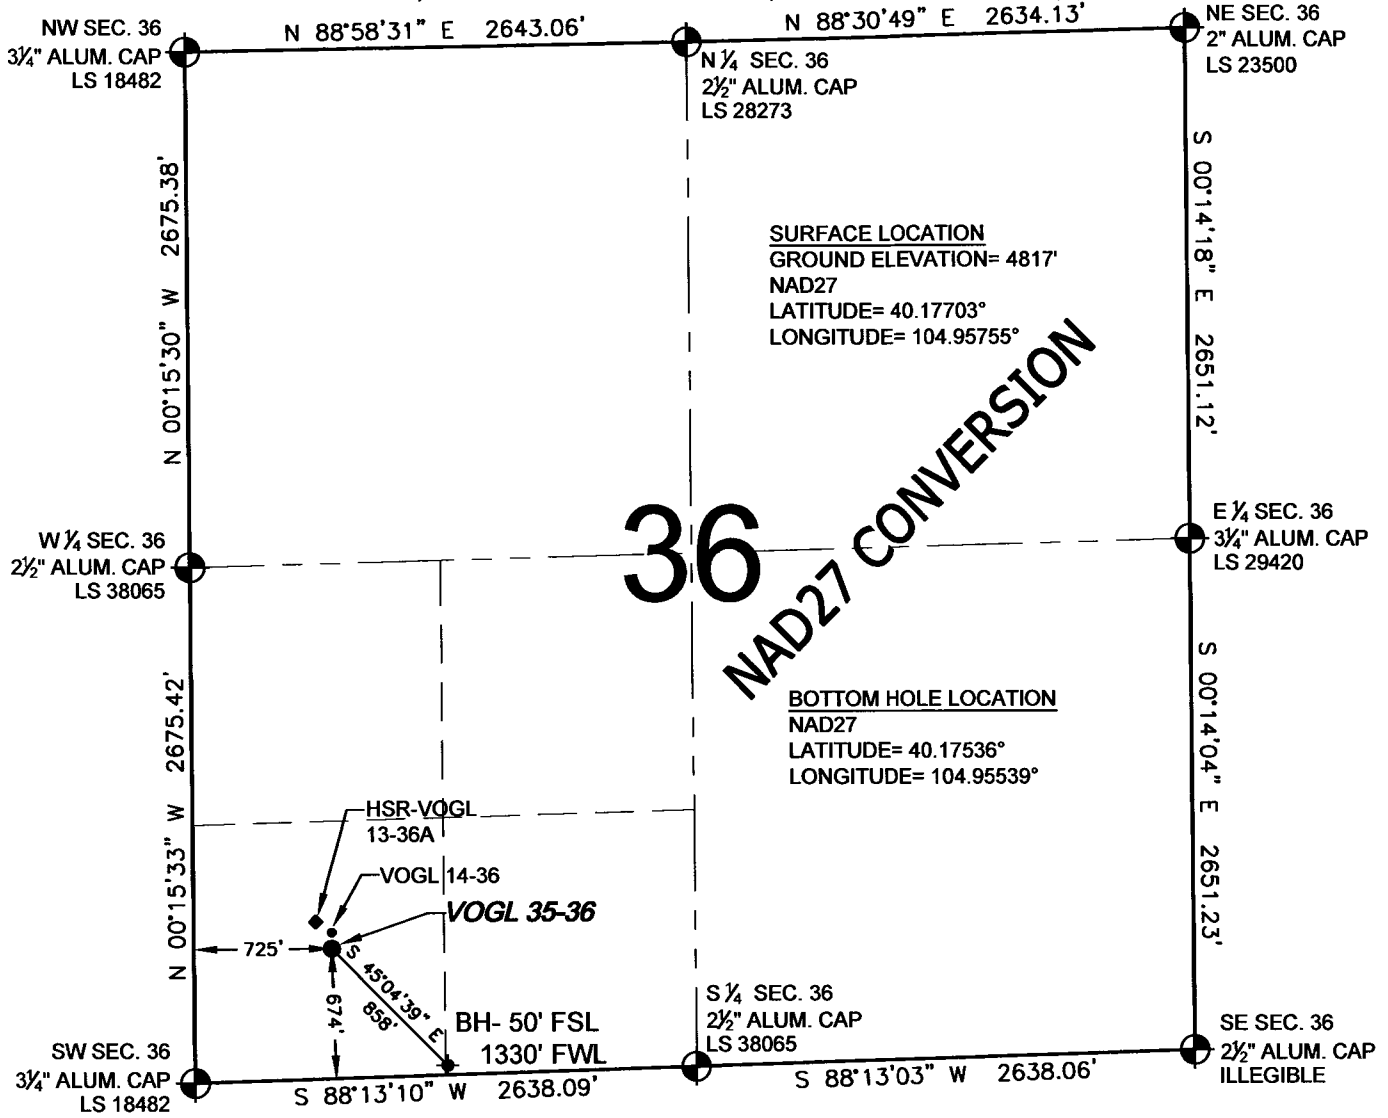 NW SEC. 36
3¼" ALUM. CAP
LS 18482
N 88°58'31" E 2643.06'
N ¼ SEC. 36
2½" ALUM. CAP
LS 28273
N 88°30'49" E 2634.13'
NE SEC. 36
2" ALUM. CAP
LS 23500
N 00°15'30" W 2675.38'
S 00°14'18" E 2651.12'
SURFACE LOCATION
GROUND ELEVATION= 4817'
NAD27
LATITUDE= 40.17703°
LONGITUDE= 104.95755°
NAD27 CONVERSION
36
W ¼ SEC. 36
2½" ALUM. CAP
LS 38065
E ¼ SEC. 36
3¼" ALUM. CAP
LS 29420
N 00°15'33" W 2675.42'
S 00°14'04" E 2651.23'
BOTTOM HOLE LOCATION
NAD27
LATITUDE= 40.17536°
LONGITUDE= 104.95539°
HSR-VOGL
13-36A
VOGL 14-36
VOGL 35-36
725'
674'
S 45°04'39" E
858'
BH- 50' FSL
1330' FWL
SW SEC. 36
3¼" ALUM. CAP
LS 18482
S 88°13'10" W 2638.09'
S ¼ SEC. 36
2½" ALUM. CAP
LS 38065
S 88°13'03" W 2638.06'
SE SEC. 36
2½" ALUM. CAP
ILLEGIBLE